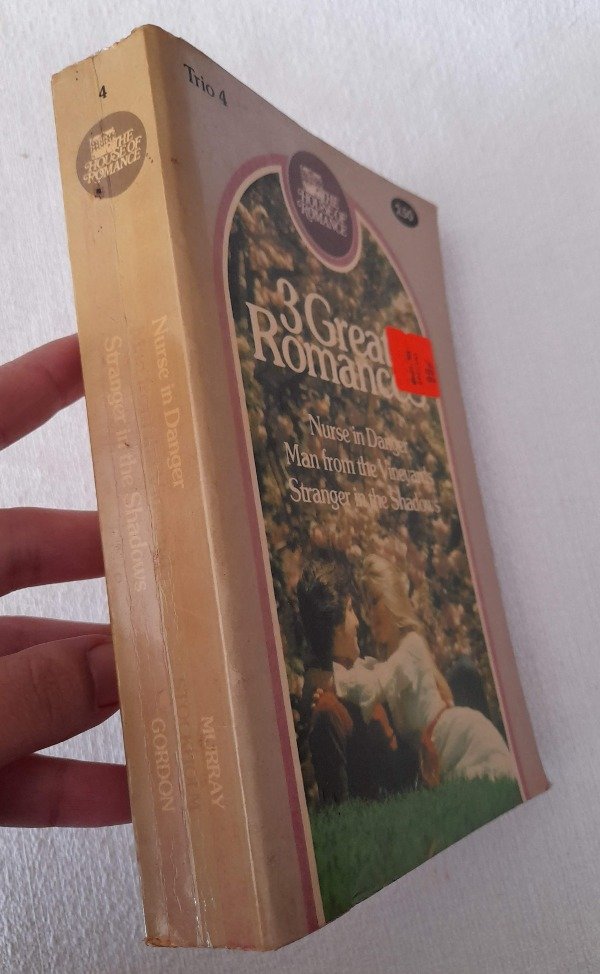 4
THE
HOUSE OF
ROMANCE
Nurse in Danger
Stranger in the Shadows
MURRAY
GORDON
Trio 4
THE
HOUSE OF
ROMANCE
3 Great
Romances
Nurse in Danger
Man from the Vineyards
Stranger in the Shadows